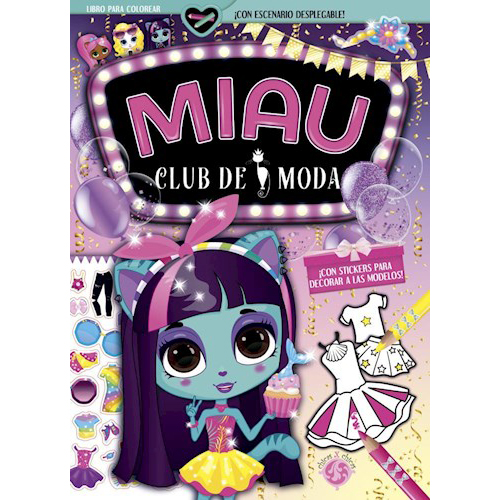 LIBRO PARA COLOREAR
¡CON ESCENARIO DESPLEGABLE!
MIAU
CLUB DE MODA
¡CON STICKERS PARA
DECORAR A LAS MODELOS!